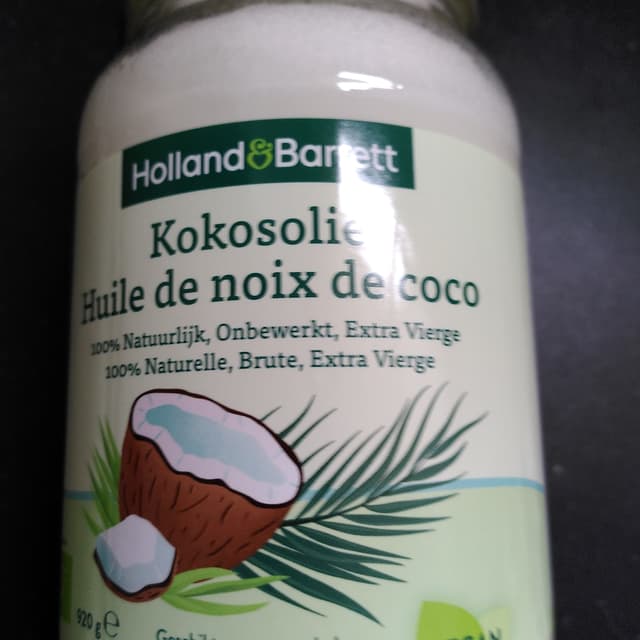 Holland&Barrett
Kokosolie
Huile de noix de coco
100% Natuurlijk, Onbewerkt, Extra Vierge
100% Naturelle, Brute, Extra Vierge
920 g e